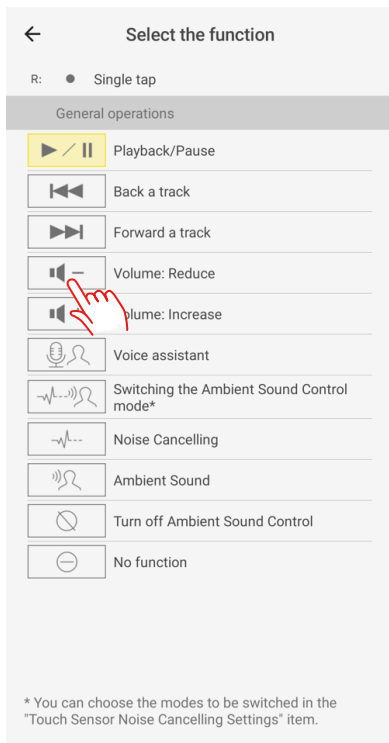 Select the function
R: ● Single tap
General operations
Playback/Pause
Back a track
Forward a track
Volume: Reduce
Increase
Voice assistant
Switching the Ambient Sound Control
mode*
Noise Cancelling
Ambient Sound
Turn off Ambient Sound Control
No function
* You can choose the modes to be switched in the
"Touch Sensor Noise Cancelling Settings" item.